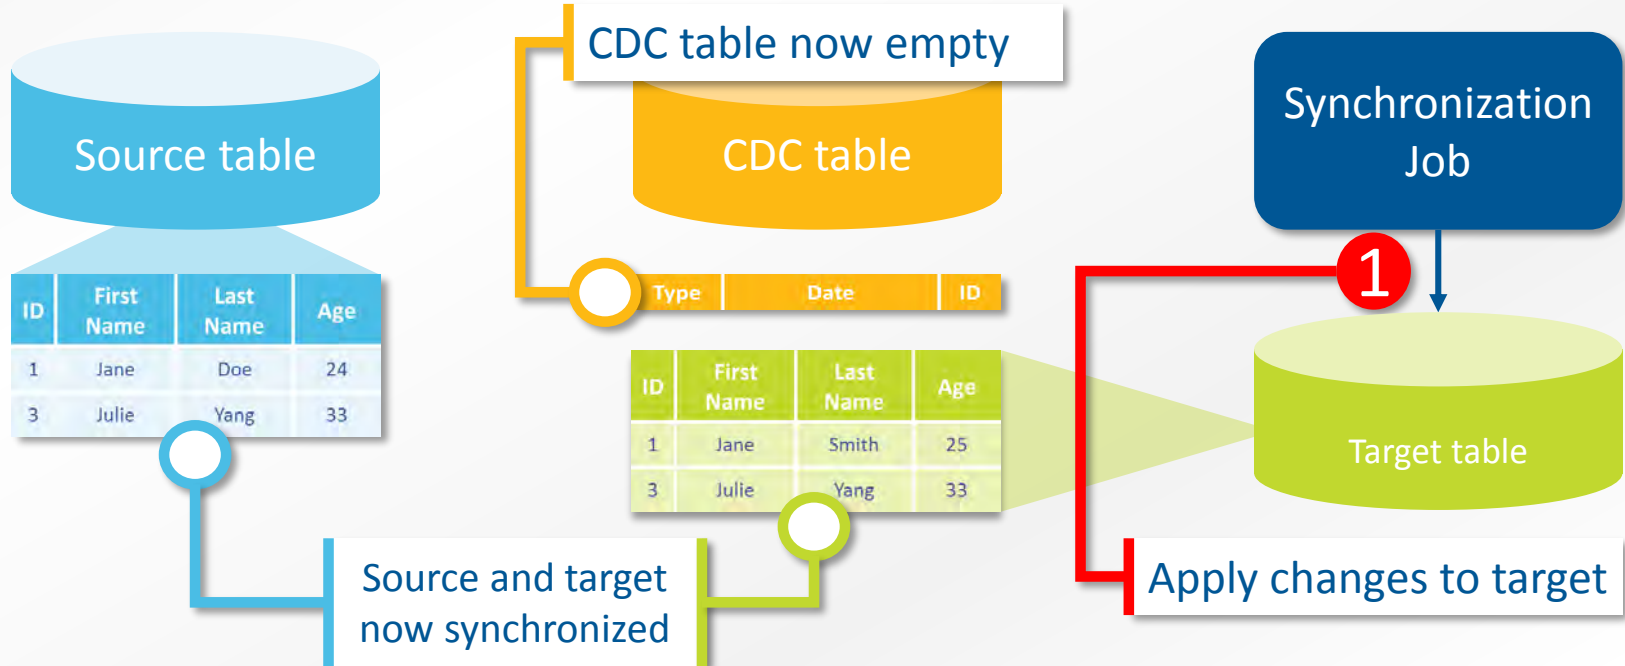 CDC table now empty
Source table
CDC table
Synchronization
Job
ID First Name Last Name Age
1 Jane Doe 24
3 Julie Yang 33
Type Date ID
1
ID First Name Last Name Age
1 Jane Smith 25
3 Julie Yang 33
Target table
Source and target
now synchronized
Apply changes to target